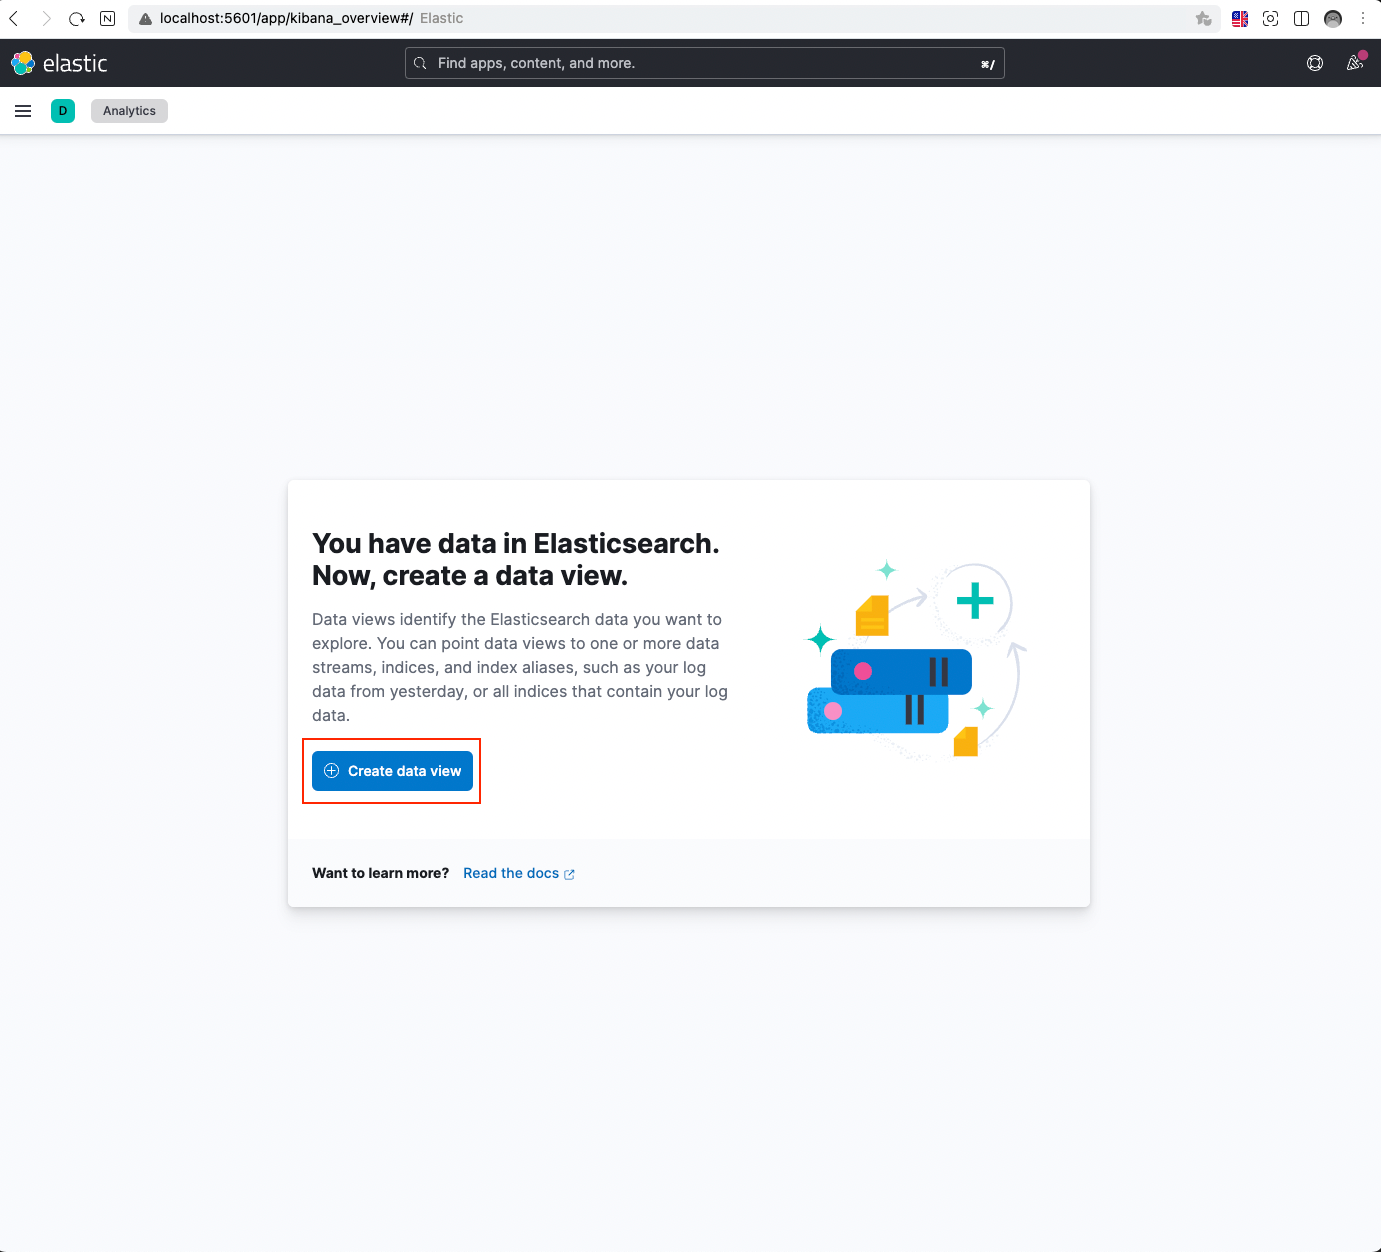 localhost:5601/app/kibana_overview#/ Elastic
elastic
Find apps, content, and more.
⌘/
D
Analytics
You have data in Elasticsearch.
Now, create a data view.
Data views identify the Elasticsearch data you want to
explore. You can point data views to one or more data
streams, indices, and index aliases, such as your log
data from yesterday, or all indices that contain your log
data.
Create data view
Want to learn more? Read the docs